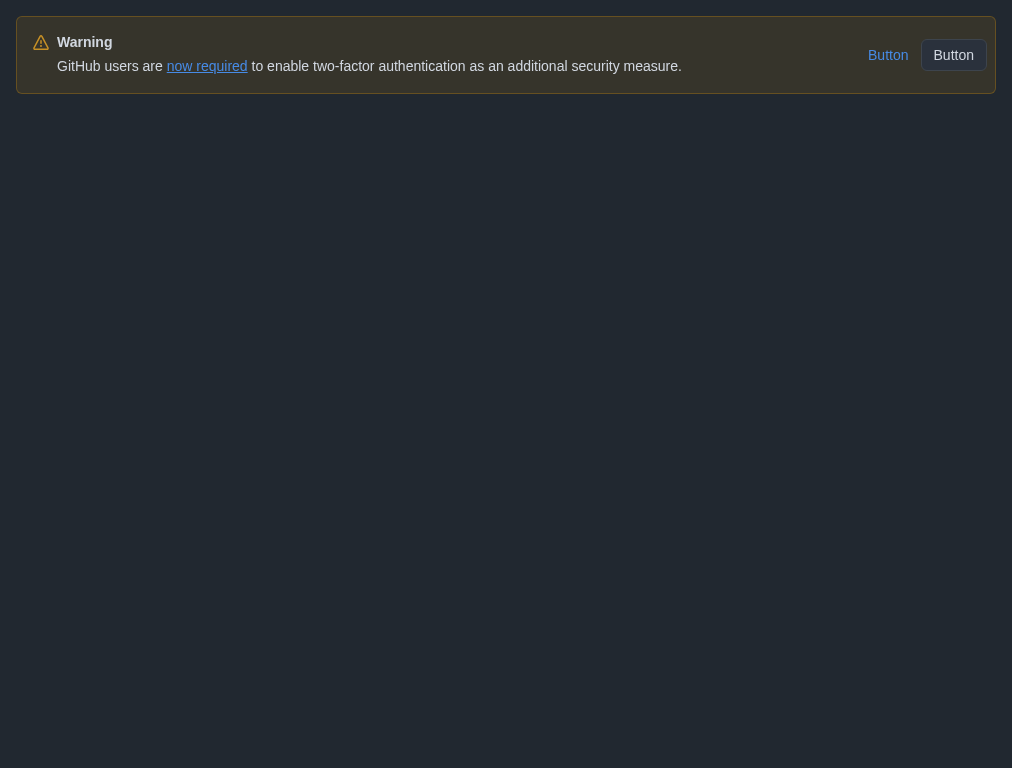 Warning
GitHub users are now required to enable two-factor authentication as an additional security measure.
Button Button